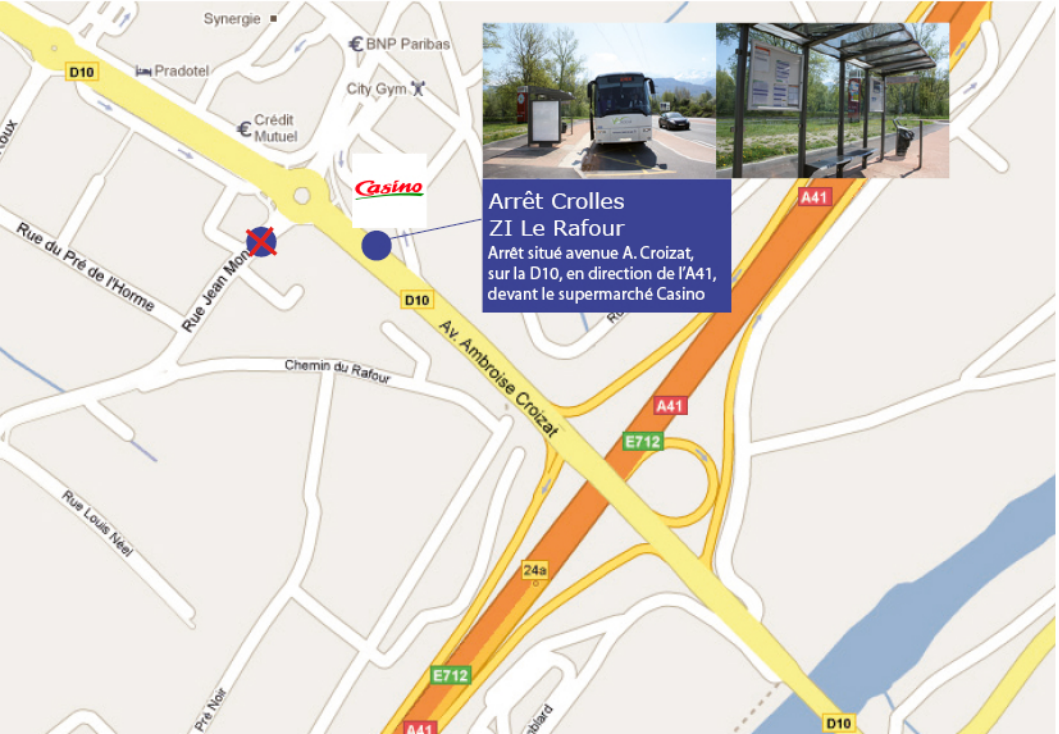 Synergie
BNP Paribas
D10
Pradotel
City Gym
Crédit
Mutuel
Casino
Arrêt Crolles
ZI Le Rafour
Arrêt situé avenue A. Croizat,
sur la D10, en direction de l'A41,
devant le supermarché Casino
A41
Rue du Pré de l'Horme
Rue Jean Mon
D10
Av. Ambroise Croizat
Chemin du Rafour
A41
E712
Rue Louis Néel
24a
E712
Pré Noir
A41
D10